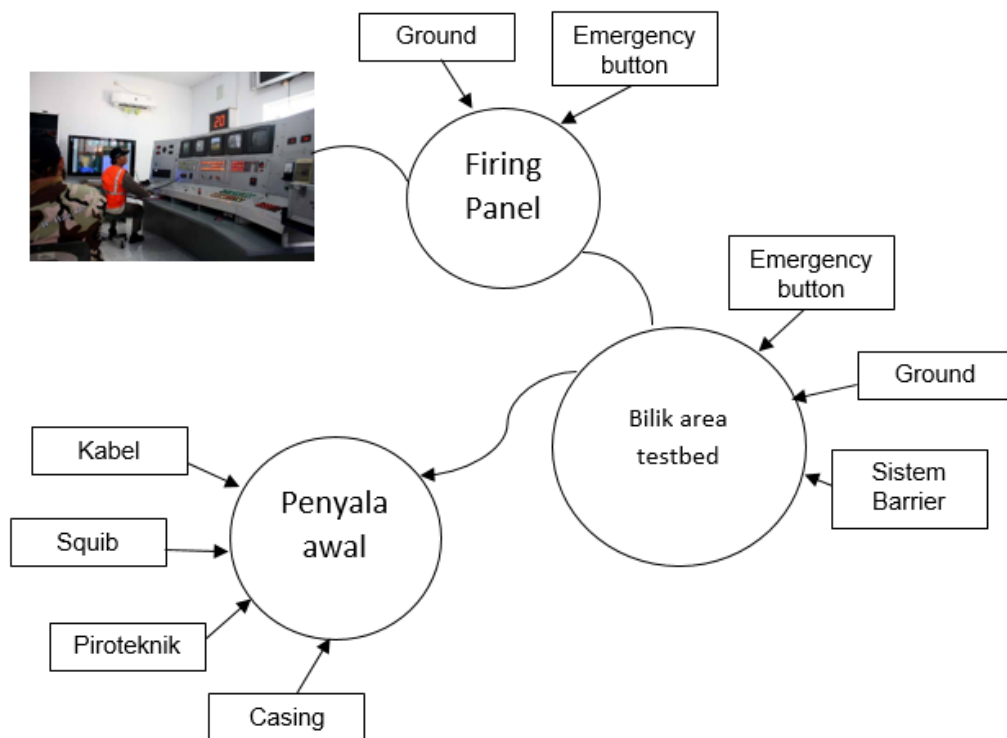 Ground
Emergency
button
20
Firing
Panel
Emergency
button
Ground
Bilik area
testbed
Sistem
Barrier
Kabel
Penyala
awal
Squib
Piroteknik
Casing